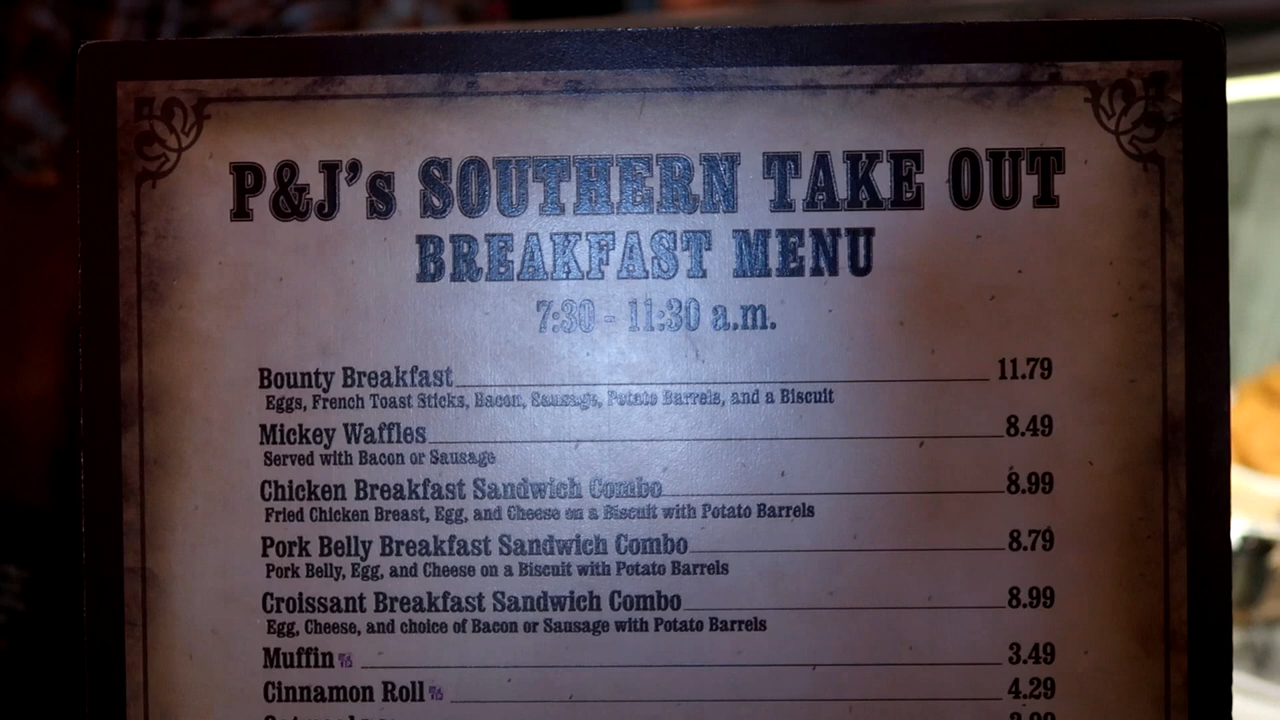 P&J's SOUTHERN TAKE OUT
BREAKFAST MENU
7:30 - 11:30 a.m.
Bounty Breakfast 11.79
Eggs, French Toast Sticks, Bacon, Sausage, Potato Barrels, and a Biscuit
Mickey Waffles 8.49
Served with Bacon or Sausage
Chicken Breakfast Sandwich Combo 8.99
Fried Chicken Breast, Egg, and Cheese on a Biscuit with Potato Barrels
Pork Belly Breakfast Sandwich Combo 8.79
Pork Belly, Egg, and Cheese on a Biscuit with Potato Barrels
Croissant Breakfast Sandwich Combo 8.99
Egg, Cheese, and choice of Bacon or Sausage with Potato Barrels
Muffin 3.49
Cinnamon Roll 4.29